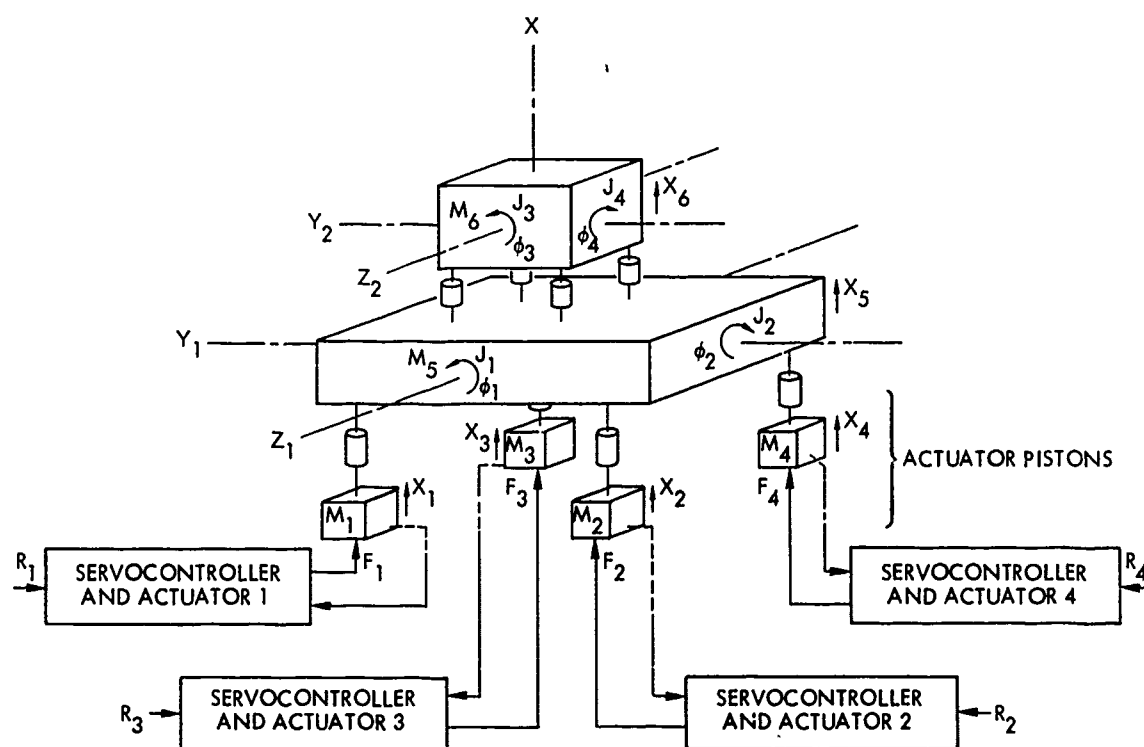 X
M6 J3 J4 X6
Y2 ϕ3 ϕ4
Z2
X5
Y1 M5 J1 J2
ϕ1 ϕ2
Z1 X3 M3 M4 X4
ACTUATOR PISTONS
M1 X1 F3 M2 X2 F4
R1 SERVOCONTROLLER
AND ACTUATOR 1
F1 F2
SERVOCONTROLLER
AND ACTUATOR 4
R4
R3 SERVOCONTROLLER
AND ACTUATOR 3
SERVOCONTROLLER
AND ACTUATOR 2
R2